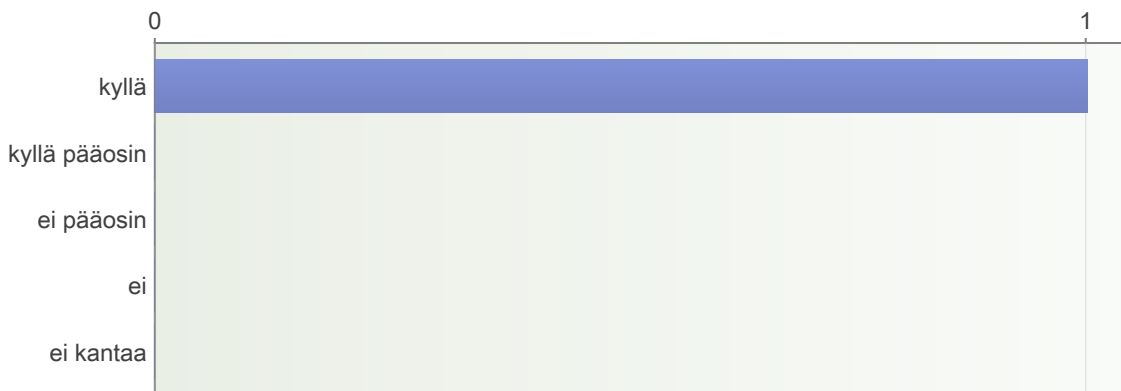 0 1
kyllä
kyllä pääosin
ei pääosin
ei
ei kantaa